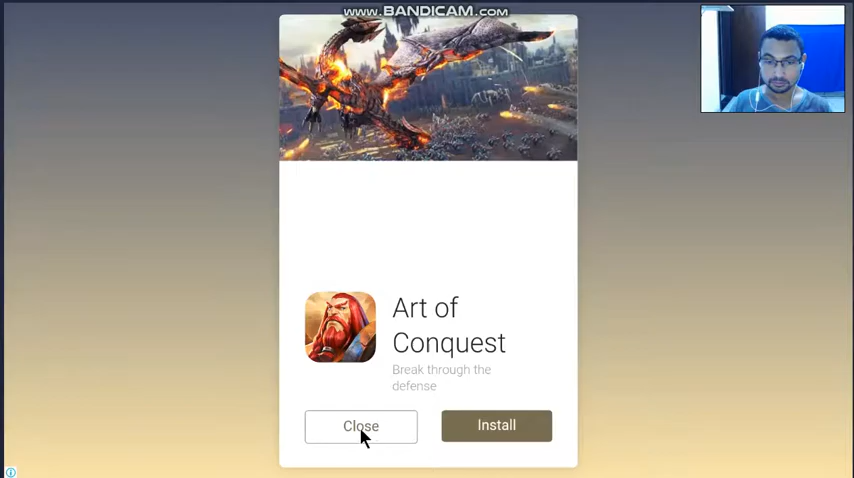 www.BANDICAM.com
Art of
Conquest
Break through the
defense
Close
Install